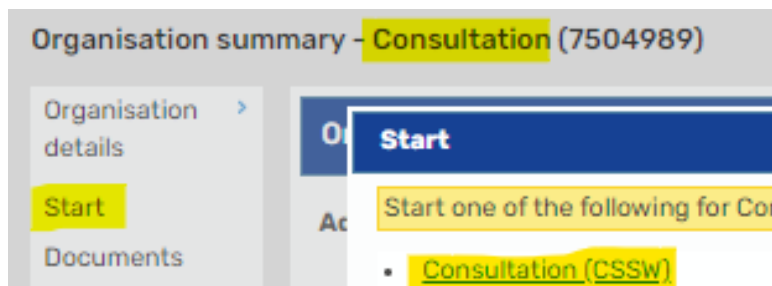 Organisation summary - Consultation (7504989)
Organisation >
details
Start
Documents
Start
Start one of the following for
• Consultation (CSSW)